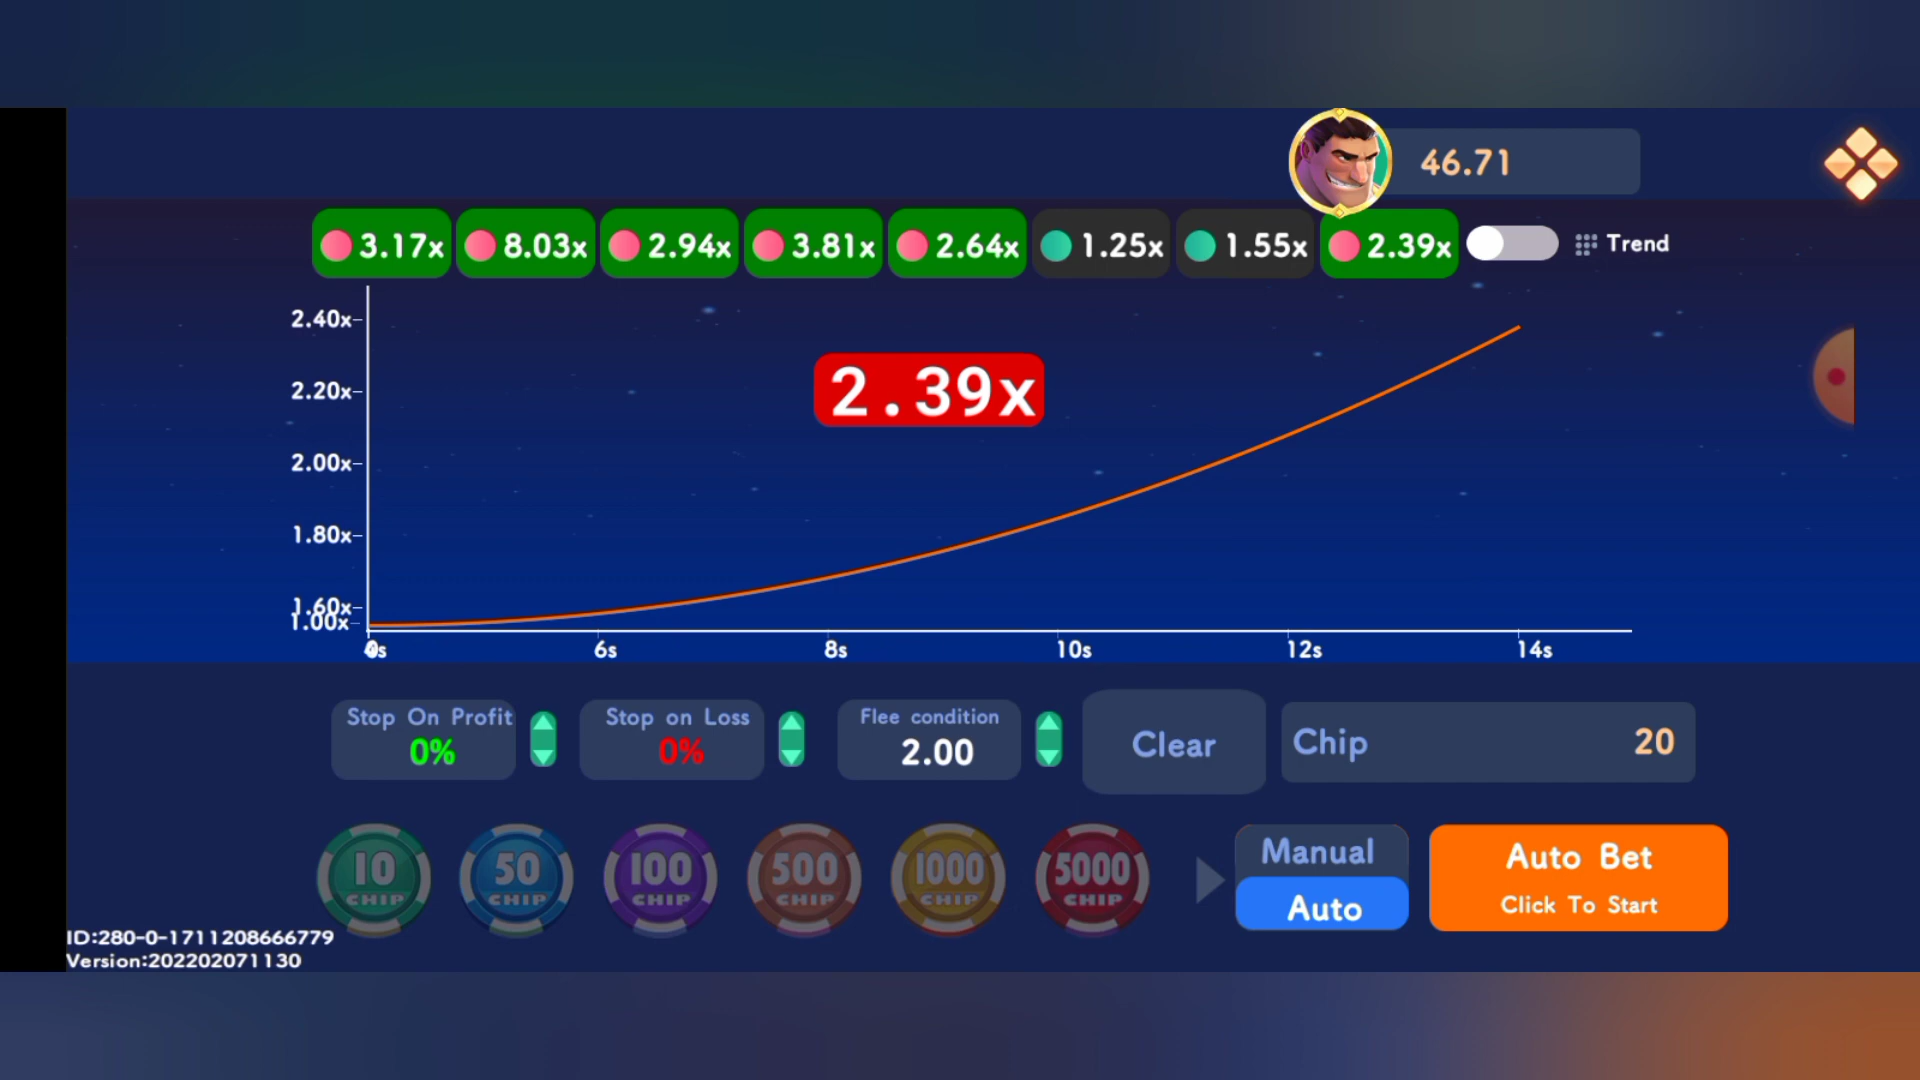 46.71
3.17x 8.03x 2.94x 3.81x 2.64x 1.25x 1.55x 2.39x Trend
2.40x
2.39x
2.20x
2.00x
1.80x
1.60x
1.00x
0s 6s 8s 10s 12s 14s
Stop On Profit
0%
Stop on Loss
0%
Flee condition
2.00
Clear
Chip 20
10 CHIP
50 CHIP
100 CHIP
500 CHIP
1000 CHIP
5000 CHIP
Manual
Auto
Auto Bet
Click To Start
ID:280-0-1711208666779
Version:202202071130